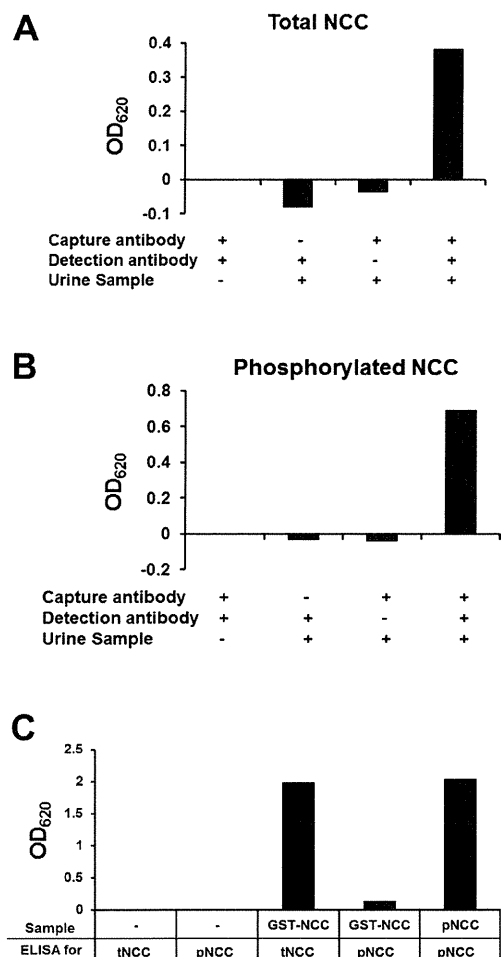 A
Total NCC
0.4
0.3
0.2
0.1
0
-0.1
OD620
Capture antibody + - + +
Detection antibody + + - +
Urine Sample - + + +
B
Phosphorylated NCC
0.8
0.6
0.4
0.2
0
-0.2
OD620
Capture antibody + - + +
Detection antibody + + - +
Urine Sample - + + +
C
2.5
2
1.5
1
0.5
0
OD620
Sample - - GST-NCC GST-NCC pNCC
ELISA for tNCC pNCC tNCC pNCC pNCC